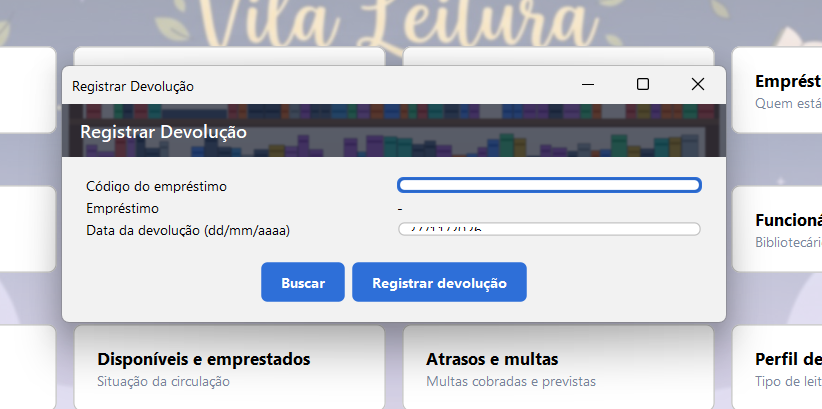 Vila Leitura
Registrar Devolução
Registrar Devolução
Código do empréstimo
Empréstimo -
Data da devolução (dd/mm/aaaa)
Buscar Registrar devolução
Emprést
Quem está
Funcioná
Bibliotecári
Disponíveis e emprestados
Situação da circulação
Atrasos e multas
Multas cobradas e previstas
Perfil de
Tipo de leit